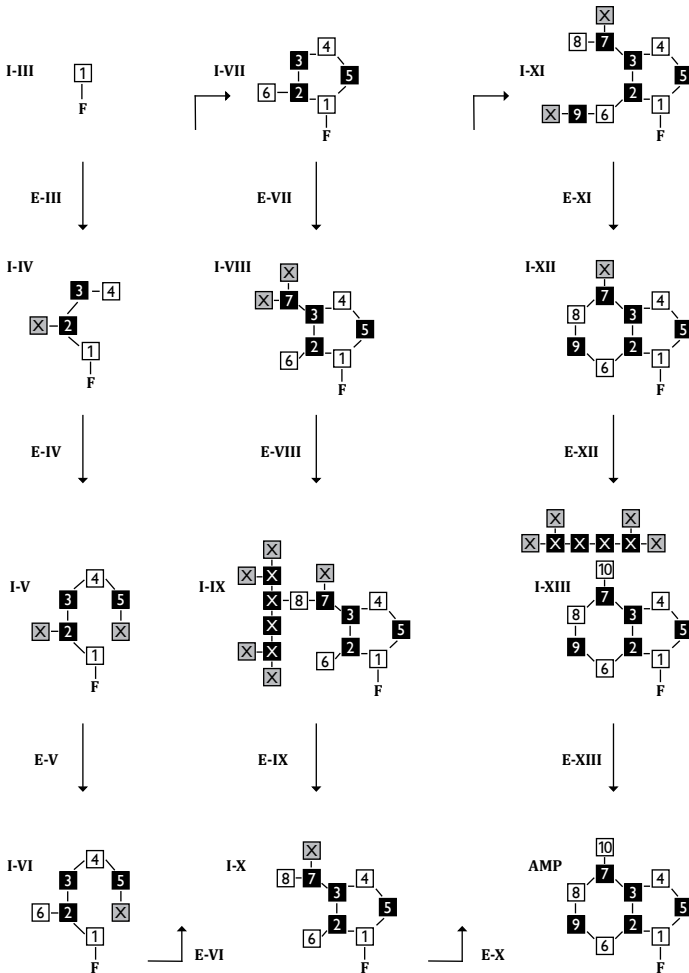 I-III
1
F
E-III
I-IV
3 4
X 2
1
F
E-IV
I-V
4
3 5
X 2 X
1
F
E-V
I-VI
4
3 5
6 2 X
1
F
E-VI
I-VII
4
3
5
6 2
1
F
E-VII
I-VIII
X
X 7 4
3
5
2
6 1
F
E-VIII
I-IX
X
X X X
X 8 7 4
3
X 5
X X 2
6 1
X
F
E-IX
I-X
X
8 7 4
3
5
2
6 1
F
E-X
I-XI
X
8 7 4
3
5
2
X 9 6 1
F
E-XI
I-XII
X
7 4
8 3
5
9 2
6 1
F
E-XII
X X
X X X X X X
I-XIII
10
7 4
8 3
5
9 2
6 1
F
E-XIII
AMP
10
7 4
8 3
5
9 2
6 1
F